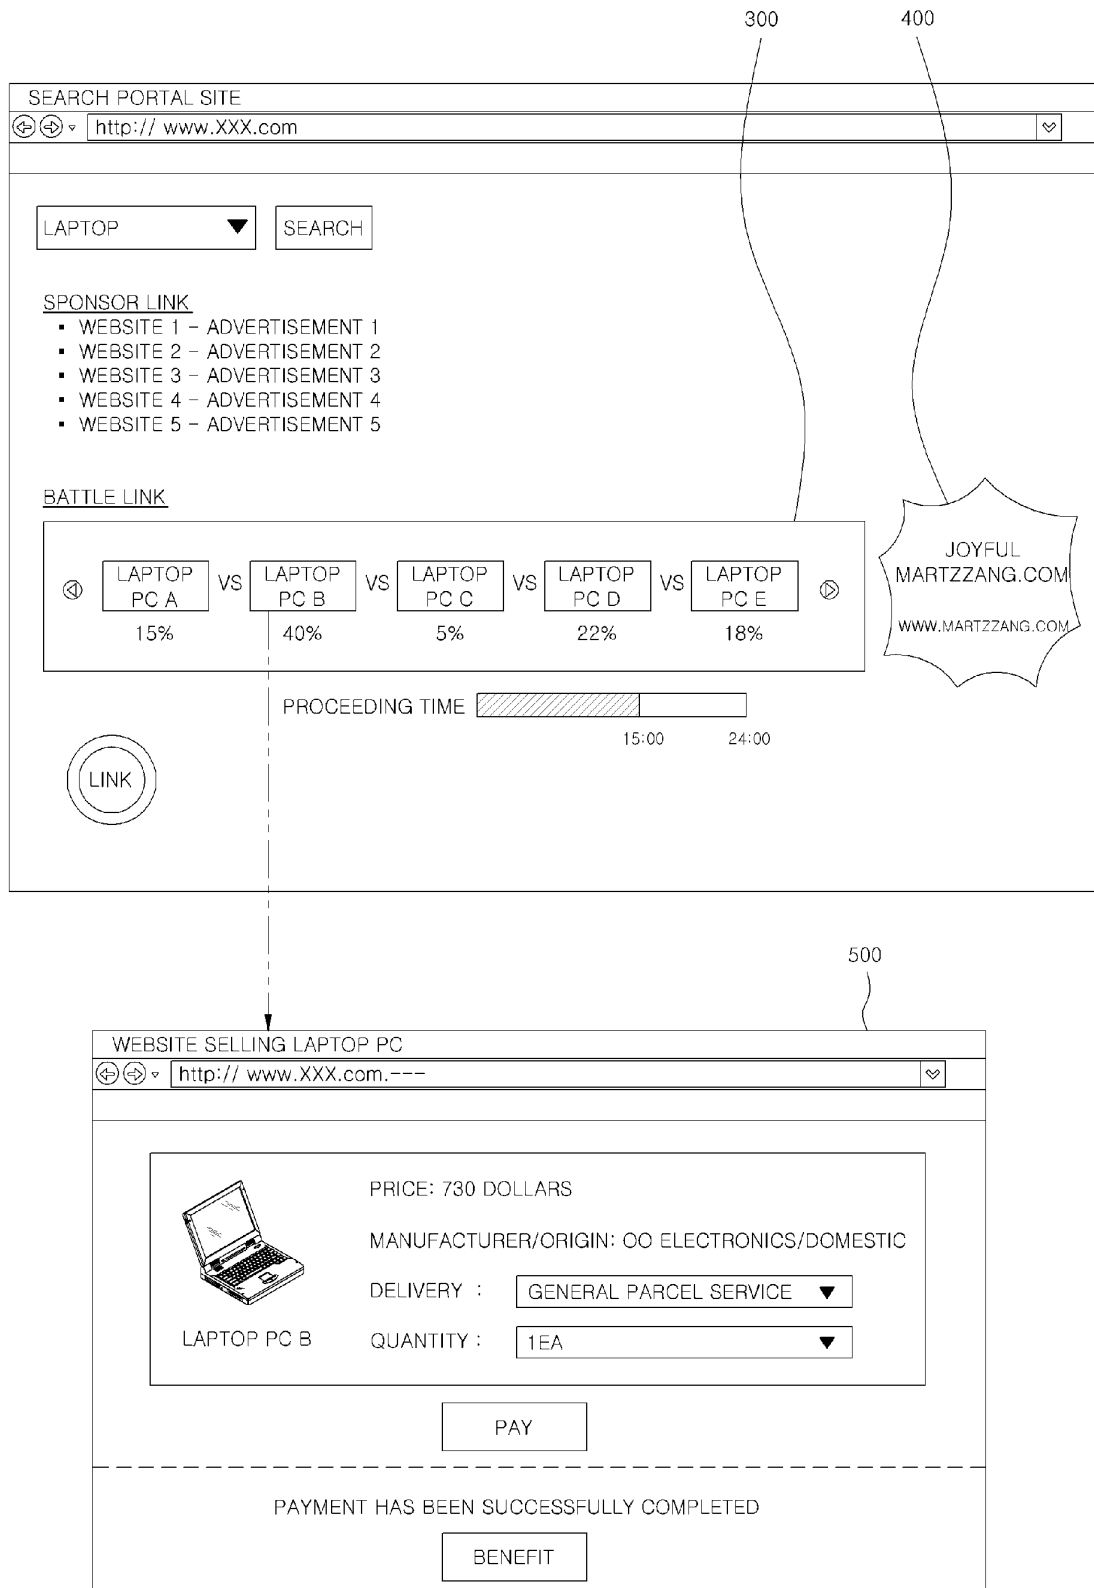 300
400
SEARCH PORTAL SITE
http:// www.XXX.com
LAPTOP
SEARCH
SPONSOR LINK
▪ WEBSITE 1 - ADVERTISEMENT 1
▪ WEBSITE 2 - ADVERTISEMENT 2
▪ WEBSITE 3 - ADVERTISEMENT 3
▪ WEBSITE 4 - ADVERTISEMENT 4
▪ WEBSITE 5 - ADVERTISEMENT 5
BATTLE LINK
LAPTOP PC A VS LAPTOP PC B VS LAPTOP PC C VS LAPTOP PC D VS LAPTOP PC E
15% 40% 5% 22% 18%
JOYFUL
MARTZZANG.COM
WWW.MARTZZANG.COM
PROCEEDING TIME
15:00 24:00
LINK
500
WEBSITE SELLING LAPTOP PC
http:// www.XXX.com.---
PRICE: 730 DOLLARS
MANUFACTURER/ORIGIN: OO ELECTRONICS/DOMESTIC
DELIVERY : GENERAL PARCEL SERVICE
LAPTOP PC B
QUANTITY : 1EA
PAY
PAYMENT HAS BEEN SUCCESSFULLY COMPLETED
BENEFIT